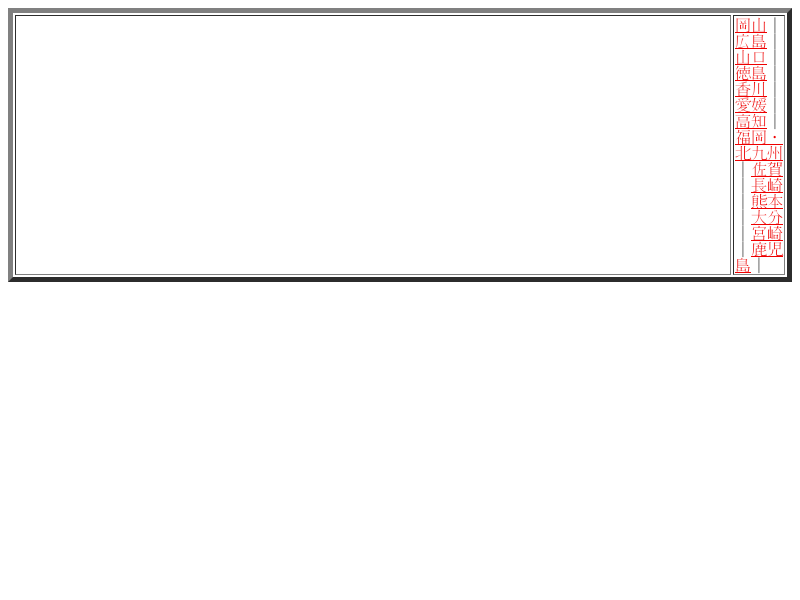 岡山｜
広島｜
山口｜
徳島｜
香川｜
愛媛｜
高知｜
福岡・
北九州
｜佐賀
｜長崎
｜熊本
｜大分
｜宮崎
｜鹿児
島｜